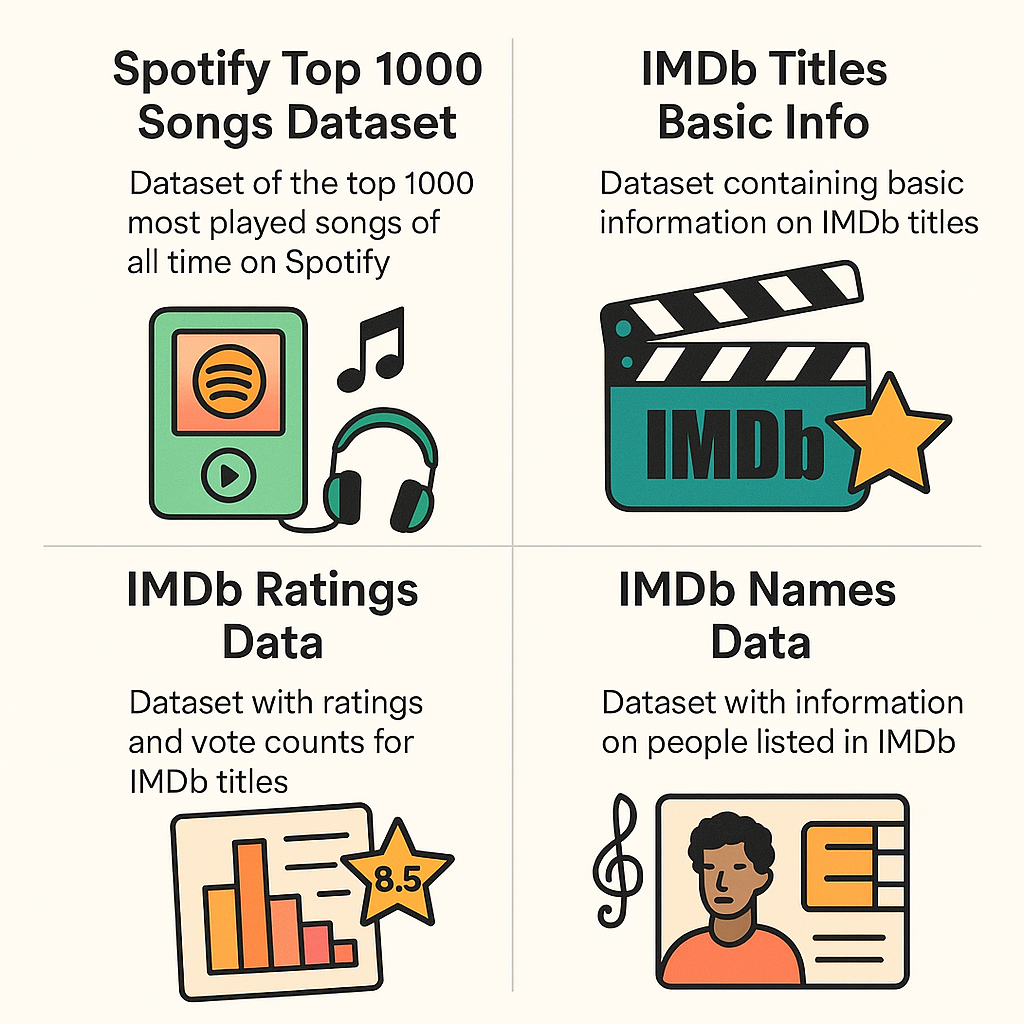 Spotify Top 1000
Songs Dataset
Dataset of the top 1000
most played songs of
all time on Spotify
IMDb Titles
Basic Info
Dataset containing basic
information on IMDb titles
IMDb
IMDb Ratings
Data
Dataset with ratings
and vote counts for
IMDb titles
8.5
IMDb Names
Data
Dataset with information
on people listed in IMDb